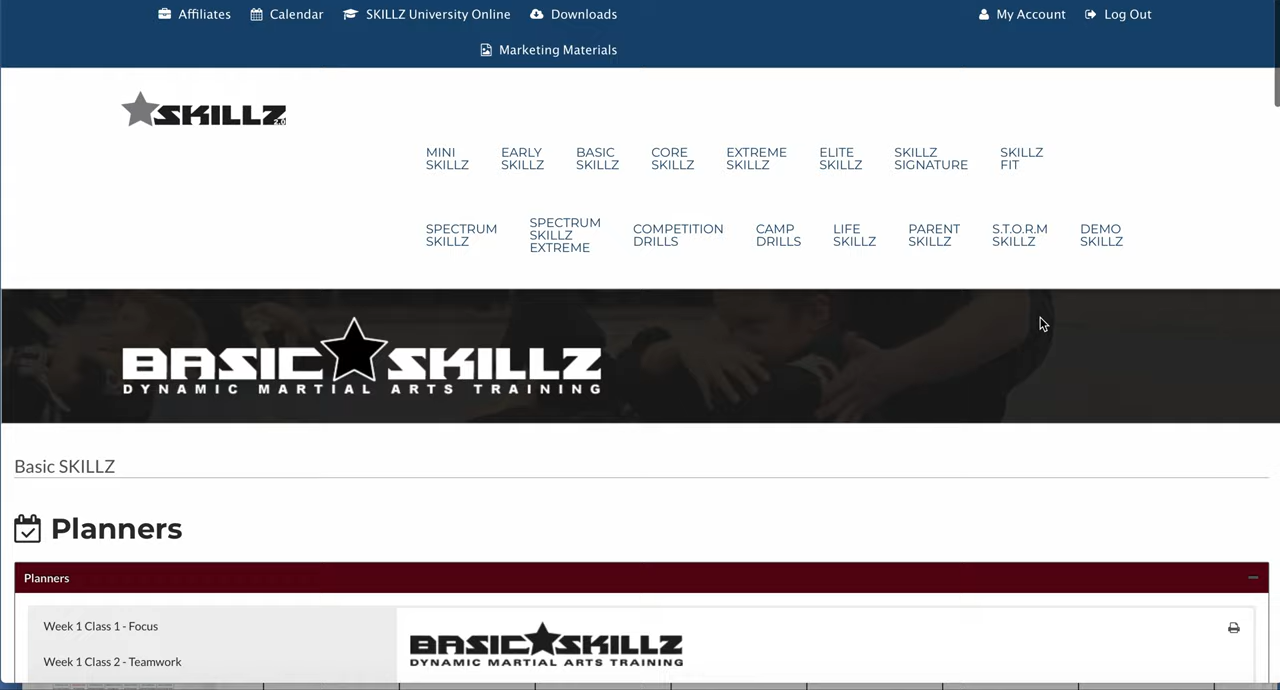 Affiliates Calendar SKILLZ University Online Downloads My Account Log Out
Marketing Materials
SKILLZ 2.0
MINI SKILLZ
EARLY SKILLZ
BASIC SKILLZ
CORE SKILLZ
EXTREME SKILLZ
ELITE SKILLZ
SKILLZ SIGNATURE
SKILLZ FIT
SPECTRUM SKILLZ
SPECTRUM SKILLZ EXTREME
COMPETITION DRILLS
CAMP DRILLS
LIFE SKILLZ
PARENT SKILLZ
S.T.O.R.M SKILLZ
DEMO SKILLZ
BASIC SKILLZ
DYNAMIC MARTIAL ARTS TRAINING
Basic SKILLZ
Planners
Planners
Week 1 Class 1 - Focus
Week 1 Class 2 - Teamwork
BASIC SKILLZ
DYNAMIC MARTIAL ARTS TRAINING